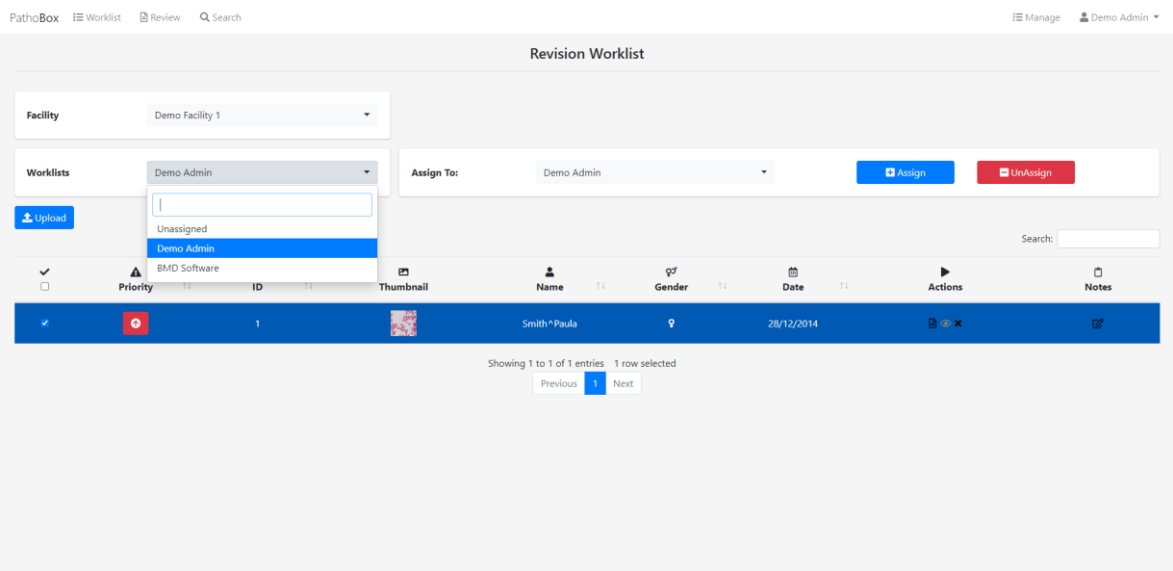 PathoBox Worklist Review Search Manage Demo Admin
Revision Worklist
Facility Demo Facility 1
Worklists Demo Admin Assign To: Demo Admin Assign UnAssign
Upload
Unassigned
Demo Admin
BMD Software
Search:
Priority ID Thumbnail Name Gender Date Actions Notes
1 Smith^Paula 28/12/2014
Showing 1 to 1 of 1 entries 1 row selected
Previous 1 Next